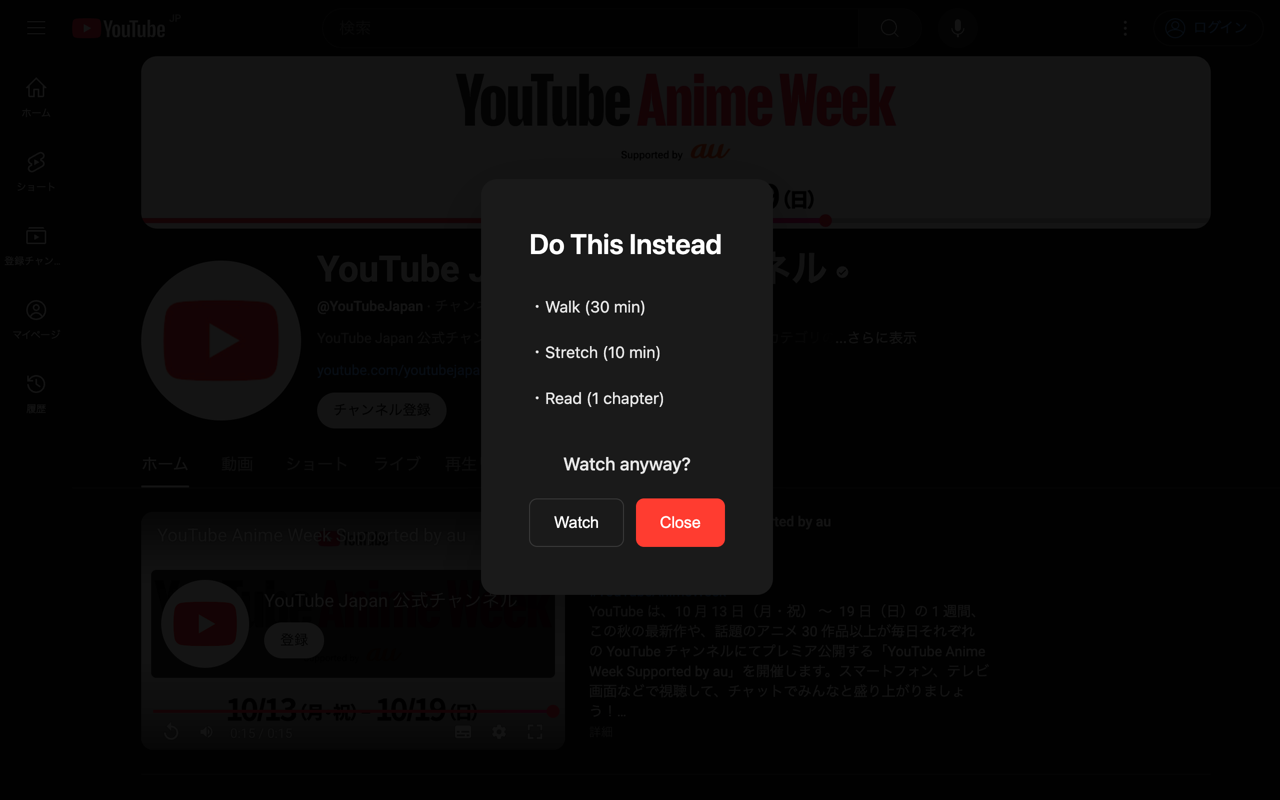 YouTube JP
検索
ログイン
ホーム
ショート
登録チャン...
マイページ
履歴
YouTube Anime Week
Supported by au
9 (日)
YouTube J
ネル
@YouTubeJapan · チャン
YouTube Japan 公式チャン
...さらに表示
youtube.com/youtubejapa
チャンネル登録
ホーム 動画 ショート ライブ 再生
Do This Instead
・Walk (30 min)
・Stretch (10 min)
・Read (1 chapter)
Watch anyway?
Watch Close
YouTube Anime Week Supported by au
YouTube Japan 公式チャンネル
登録
10/13 (月・祝) 10/19 (日)
0:15 / 0:15
rted by au
YouTube は、10 月 13 日（月・祝） 〜 19 日（日）の 1 週間、
この秋の最新作や、話題のアニメ 30 作品以上が毎日それぞれ
の YouTube チャンネルにてプレミア公開する「YouTube Anime
Week Supported by au」を開催します。スマートフォン、テレビ
画面などで視聴して、チャットでみんなと盛り上がりましょ
う！...
詳細